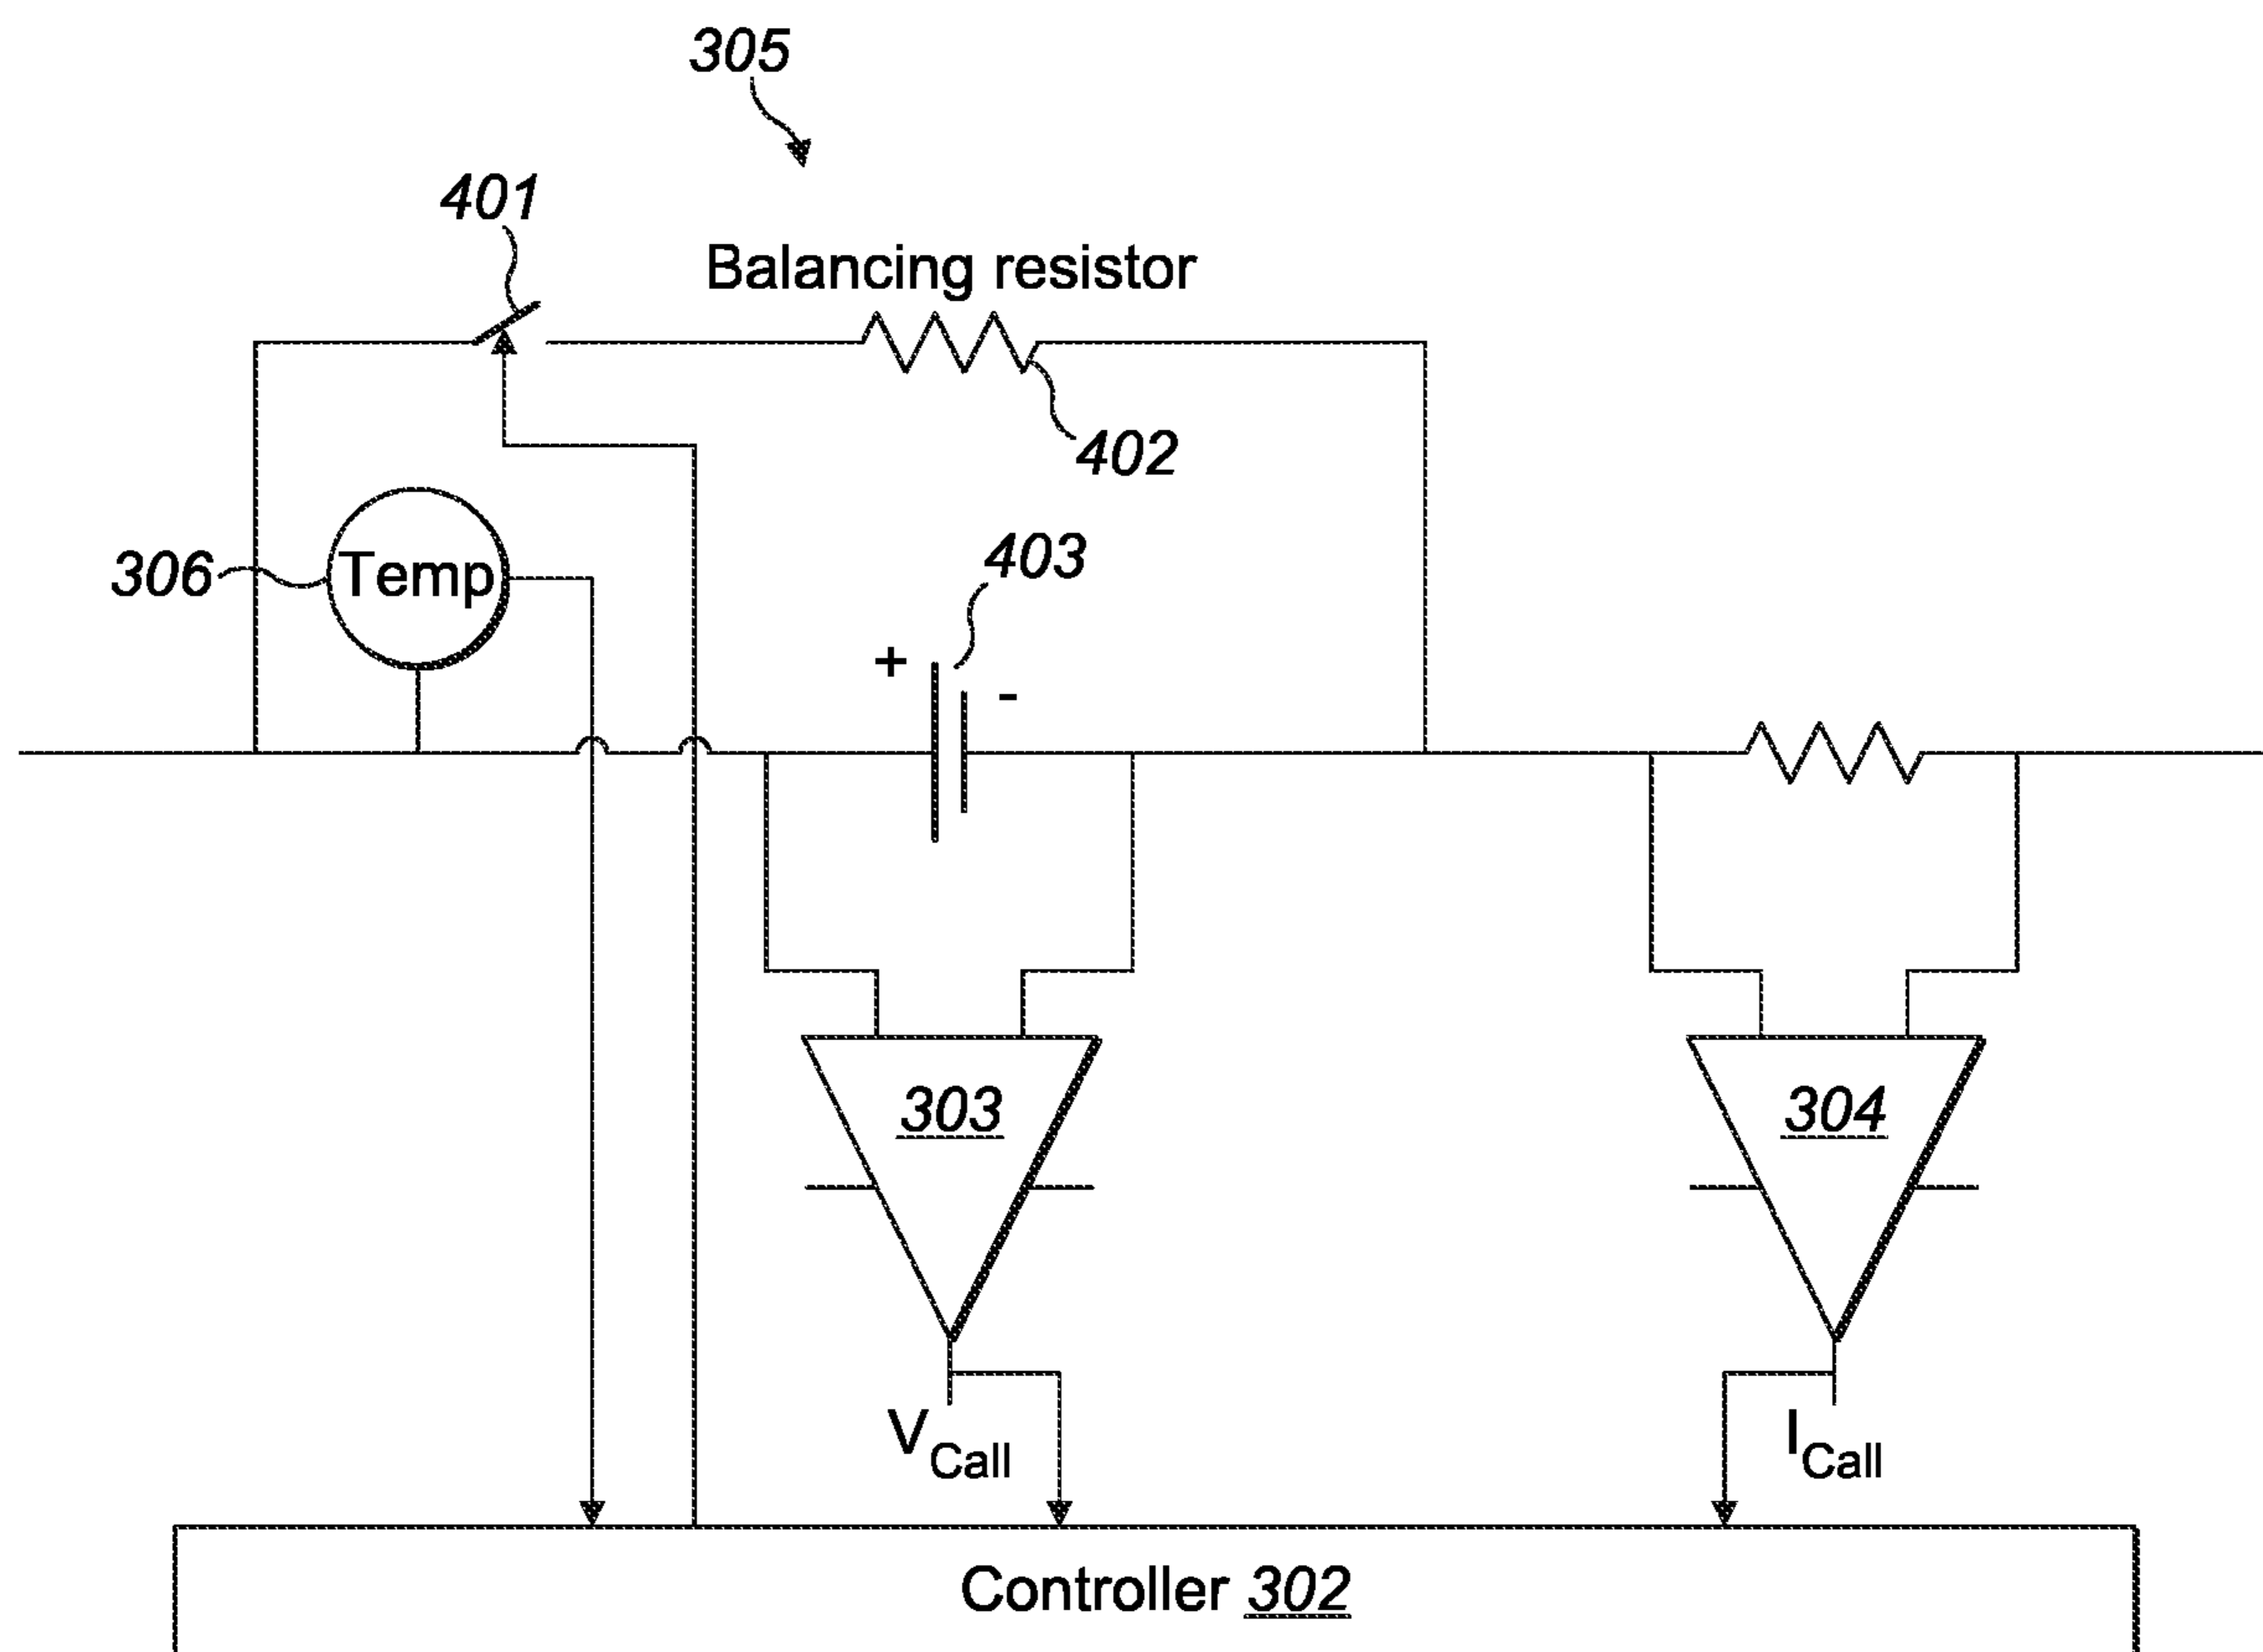 305
401
Balancing resistor
402
403
306
Temp
+
-
303
304
VCall
ICall
Controller 302